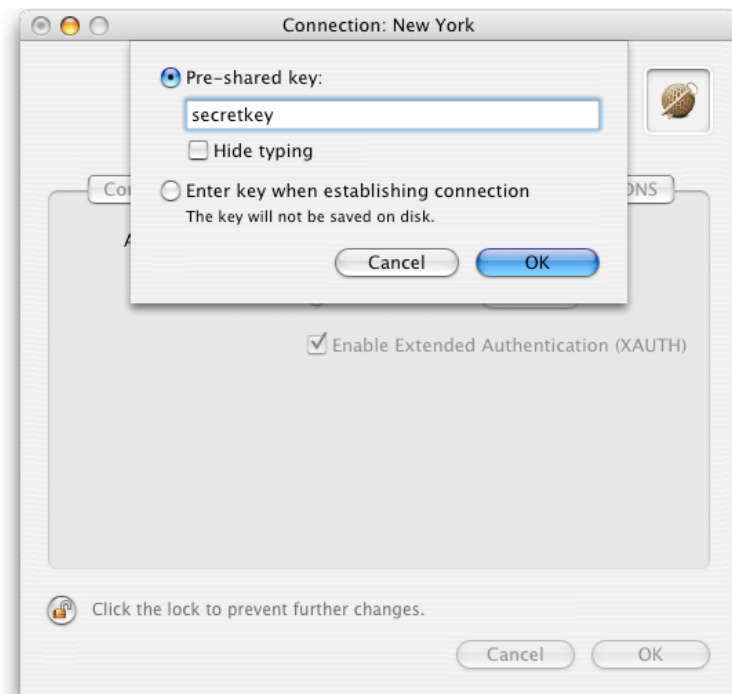 Connection: New York
Pre-shared key:
secretkey
Hide typing
Enter key when establishing connection
The key will not be saved on disk.
Cancel OK
Enable Extended Authentication (XAUTH)
Click the lock to prevent further changes.
Cancel OK